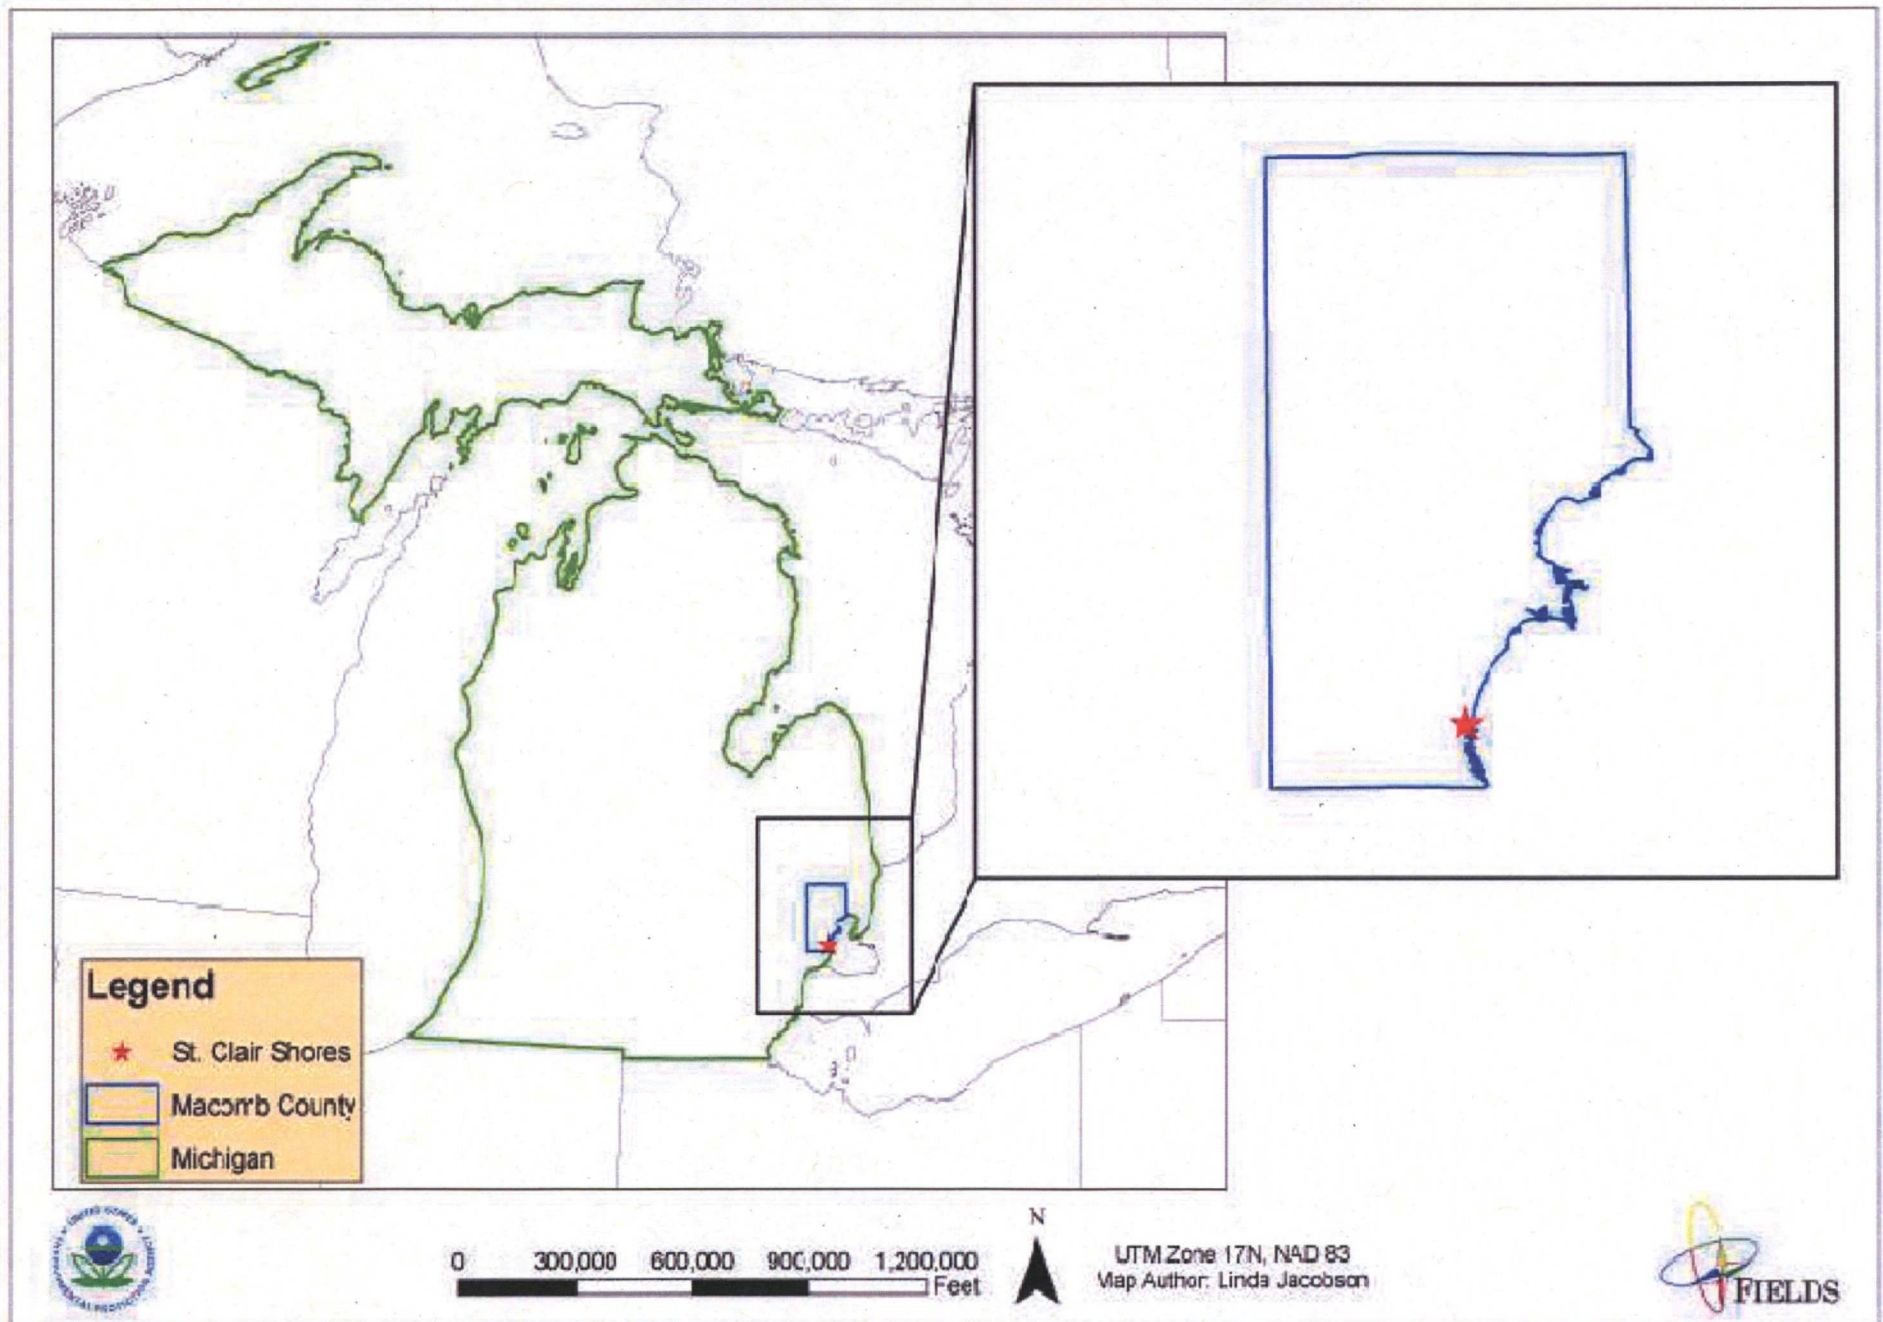 Legend
St. Clair Shores
Macomb County
Michigan
0 300,000 600,000 900,000 1,200,000
Feet
N
UTM Zone 17N, NAD 83
Map Author: Linda Jacobson
FIELDS